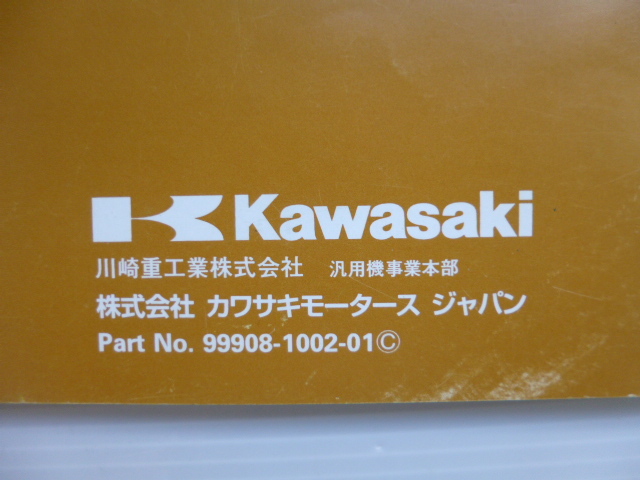 Kawasaki
川崎重工業株式会社 汎用機事業本部
株式会社 カワサキモータース ジャパン
Part No. 99908-1002-01Ⓒ